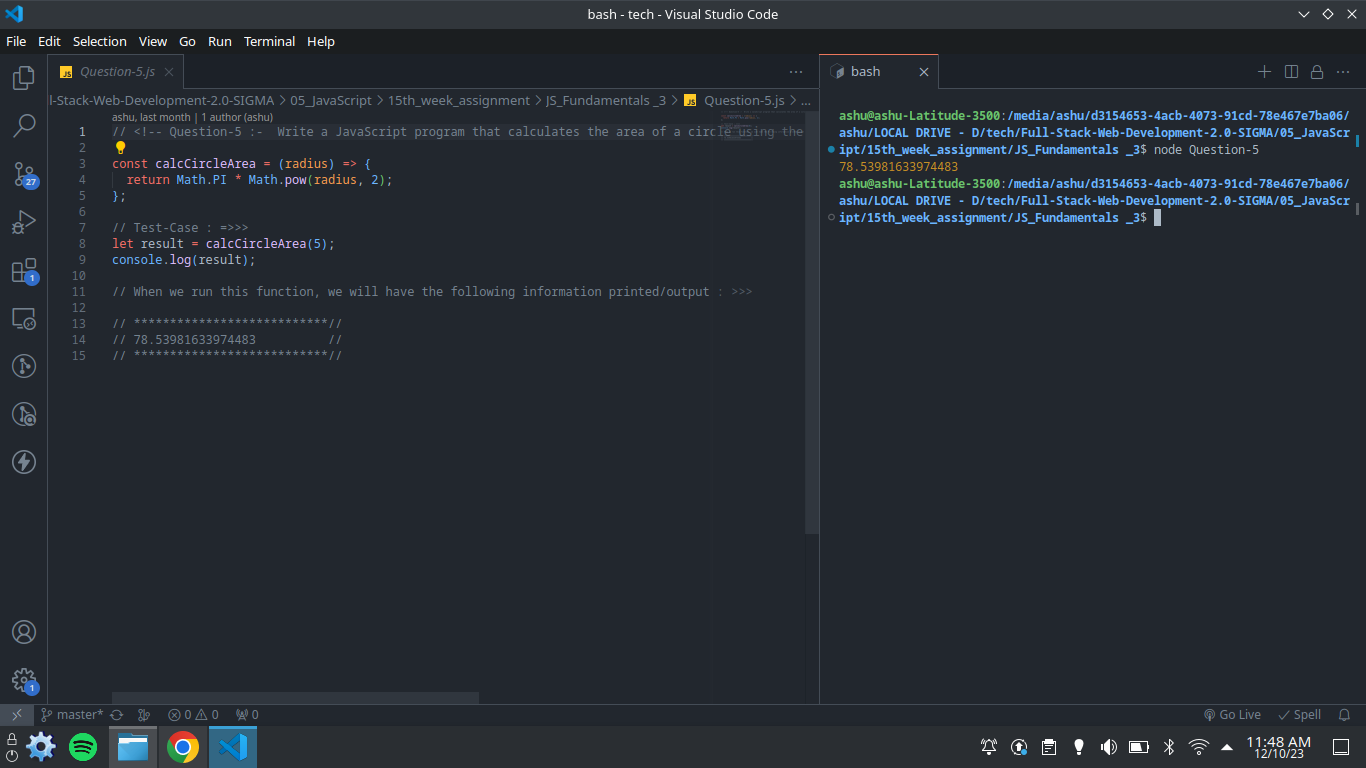 bash - tech - Visual Studio Code
File Edit Selection View Go Run Terminal Help
JS Question-5.js
l-Stack-Web-Development-2.0-SIGMA > 05_JavaScript > 15th_week_assignment > JS_Fundamentals _3 > JS Question-5.js > ...
ashu, last month | 1 author (ashu)
1 // <!-- Question-5 :-  Write a JavaScript program that calculates the area of a circle using the
2
3 const calcCircleArea = (radius) => {
4   return Math.PI * Math.pow(radius, 2);
5 };
6
7 // Test-Case : =>>>
8 let result = calcCircleArea(5);
9 console.log(result);
10
11 // When we run this function, we will have the following information printed/output : >>>
12
13 // ***************************//
14 // 78.53981633974483          //
15 // ***************************//
bash
ashu@ashu-Latitude-3500:/media/ashu/d3154653-4acb-4073-91cd-78e467e7ba06/
ashu/LOCAL DRIVE - D/tech/Full-Stack-Web-Development-2.0-SIGMA/05_JavaScr
ipt/15th_week_assignment/JS_Fundamentals _3$ node Question-5
78.53981633974483
ashu@ashu-Latitude-3500:/media/ashu/d3154653-4acb-4073-91cd-78e467e7ba06/
ashu/LOCAL DRIVE - D/tech/Full-Stack-Web-Development-2.0-SIGMA/05_JavaScr
ipt/15th_week_assignment/JS_Fundamentals _3$
27
1
1
master* 0 0 0 Go Live Spell
11:48 AM
12/10/23